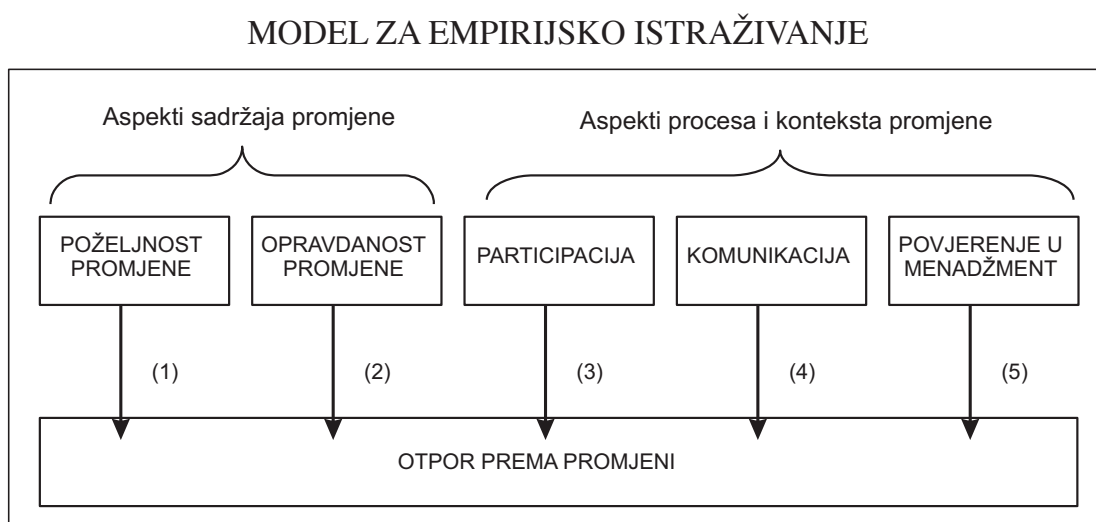 MODEL ZA EMPIRIJSKO ISTRAŽIVANJE
Aspekti sadržaja promjene
Aspekti procesa i konteksta promjene
POŽELJNOST
PROMJENE
OPRAVDANOST
PROMJENE
PARTICIPACIJA
KOMUNIKACIJA
POVJERENJE U
MENADŽMENT
(1)
(2)
(3)
(4)
(5)
OTPOR PREMA PROMJENI